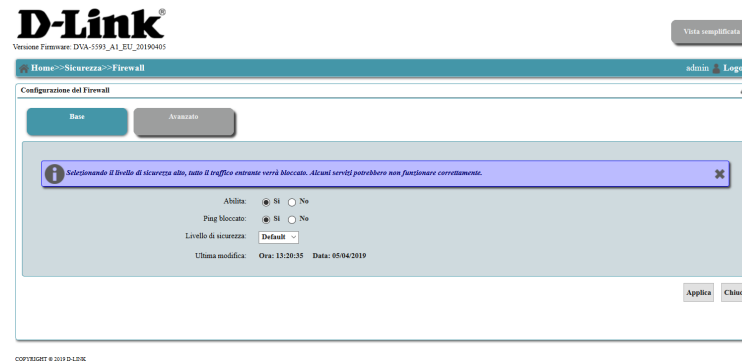 D-Link®
Vista semplificata
Versione Firmware: DVA-5593_A1_EU_20190405
Home>>Sicurezza>>Firewall admin
Configurazione del Firewall
Base Avanzato
Selezionando il livello di sicurezza alto, tutto il traffico entrante verrà bloccato. Alcuni servizi potrebbero non funzionare correttamente.
Abilita: Sì No
Ping bloccato: Sì No
Livello di sicurezza: Default
Ultima modifica: Ora: 13:20:35 Data: 05/04/2019
Applica
COPYRIGHT © 2019 D-LINK